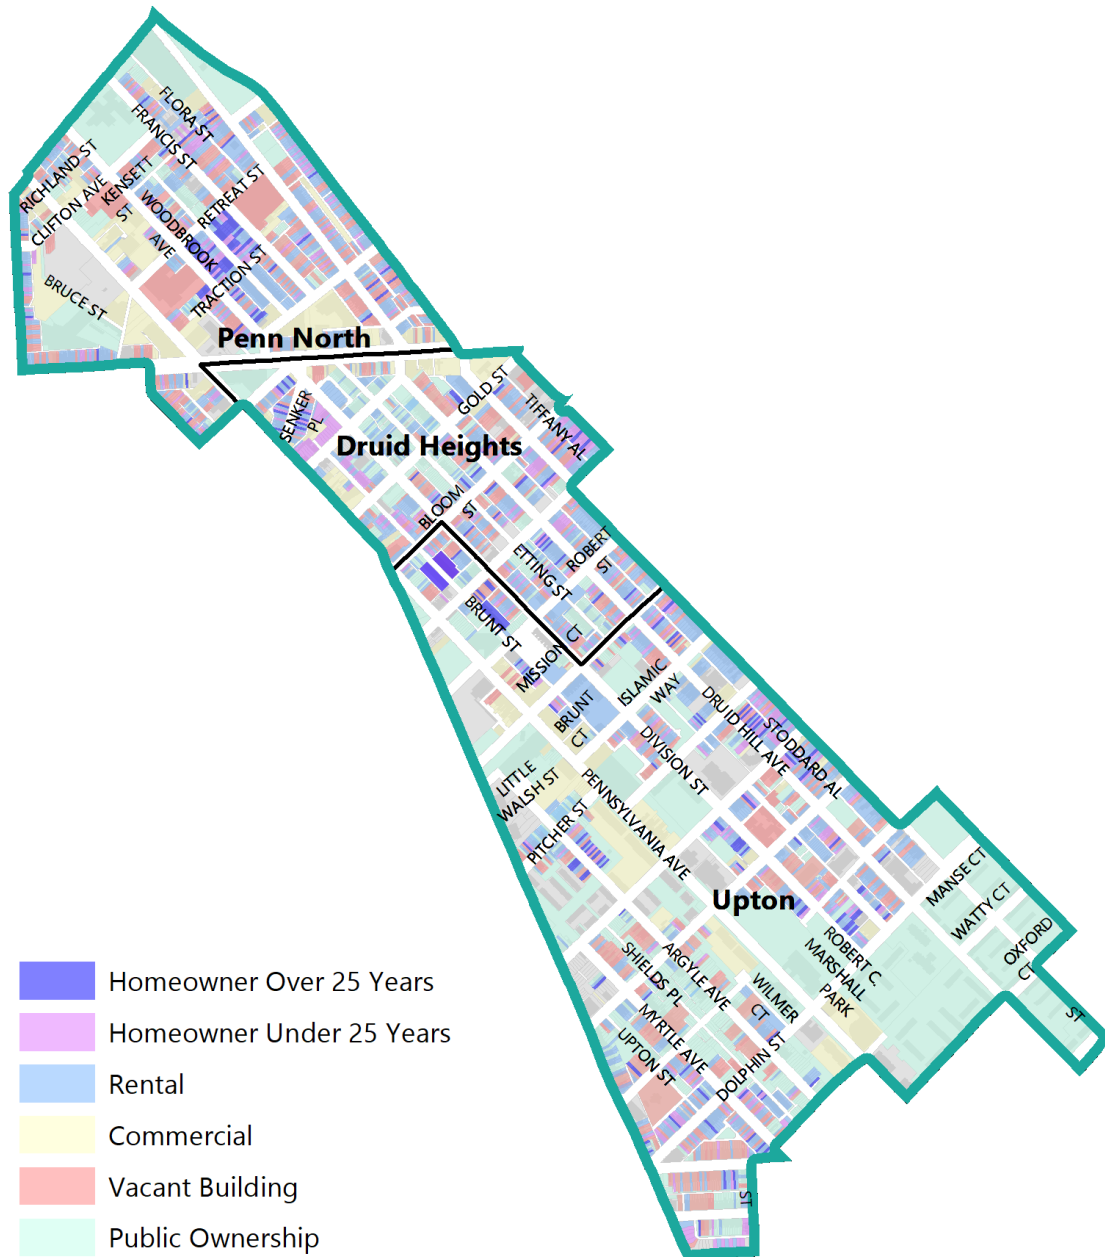 FLORA ST
FRANCIS ST
RICHLAND ST
KENSETT
ST
CLIFTON AVE
RETREAT ST
WOODBROOK
AVE
TRACTION ST
BRUCE ST
Penn North
GOLD ST
TIFFANY AL
SENKER
PL
Druid Heights
BLOOM
ST
ROBERT
ST
ETTING ST
BRUNT ST
MISSION
CT
ISLAMIC
WAY
BRUNT
CT
DRUID HILL AVE
STODDARD AL
DIVISION ST
LITTLE
WALSH ST
PENNSYLVANIA AVE
PITCHER ST
MANSE CT
WATTY CT
Upton
OXFORD
CT
ROBERT C.
MARSHALL
PARK
ST
SHIELDS PL
ARGYLE AVE
WILMER
CT
MYRTLE AVE
UPTON ST
DOLPHIN ST
ST
Homeowner Over 25 Years
Homeowner Under 25 Years
Rental
Commercial
Vacant Building
Public Ownership